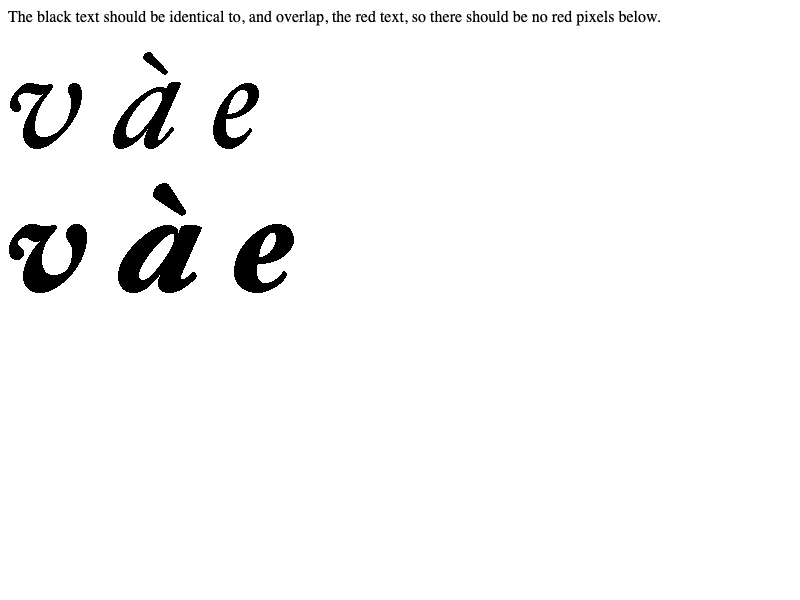 The black text should be identical to, and overlap, the red text, so there should be no red pixels below.
v à e
v à e